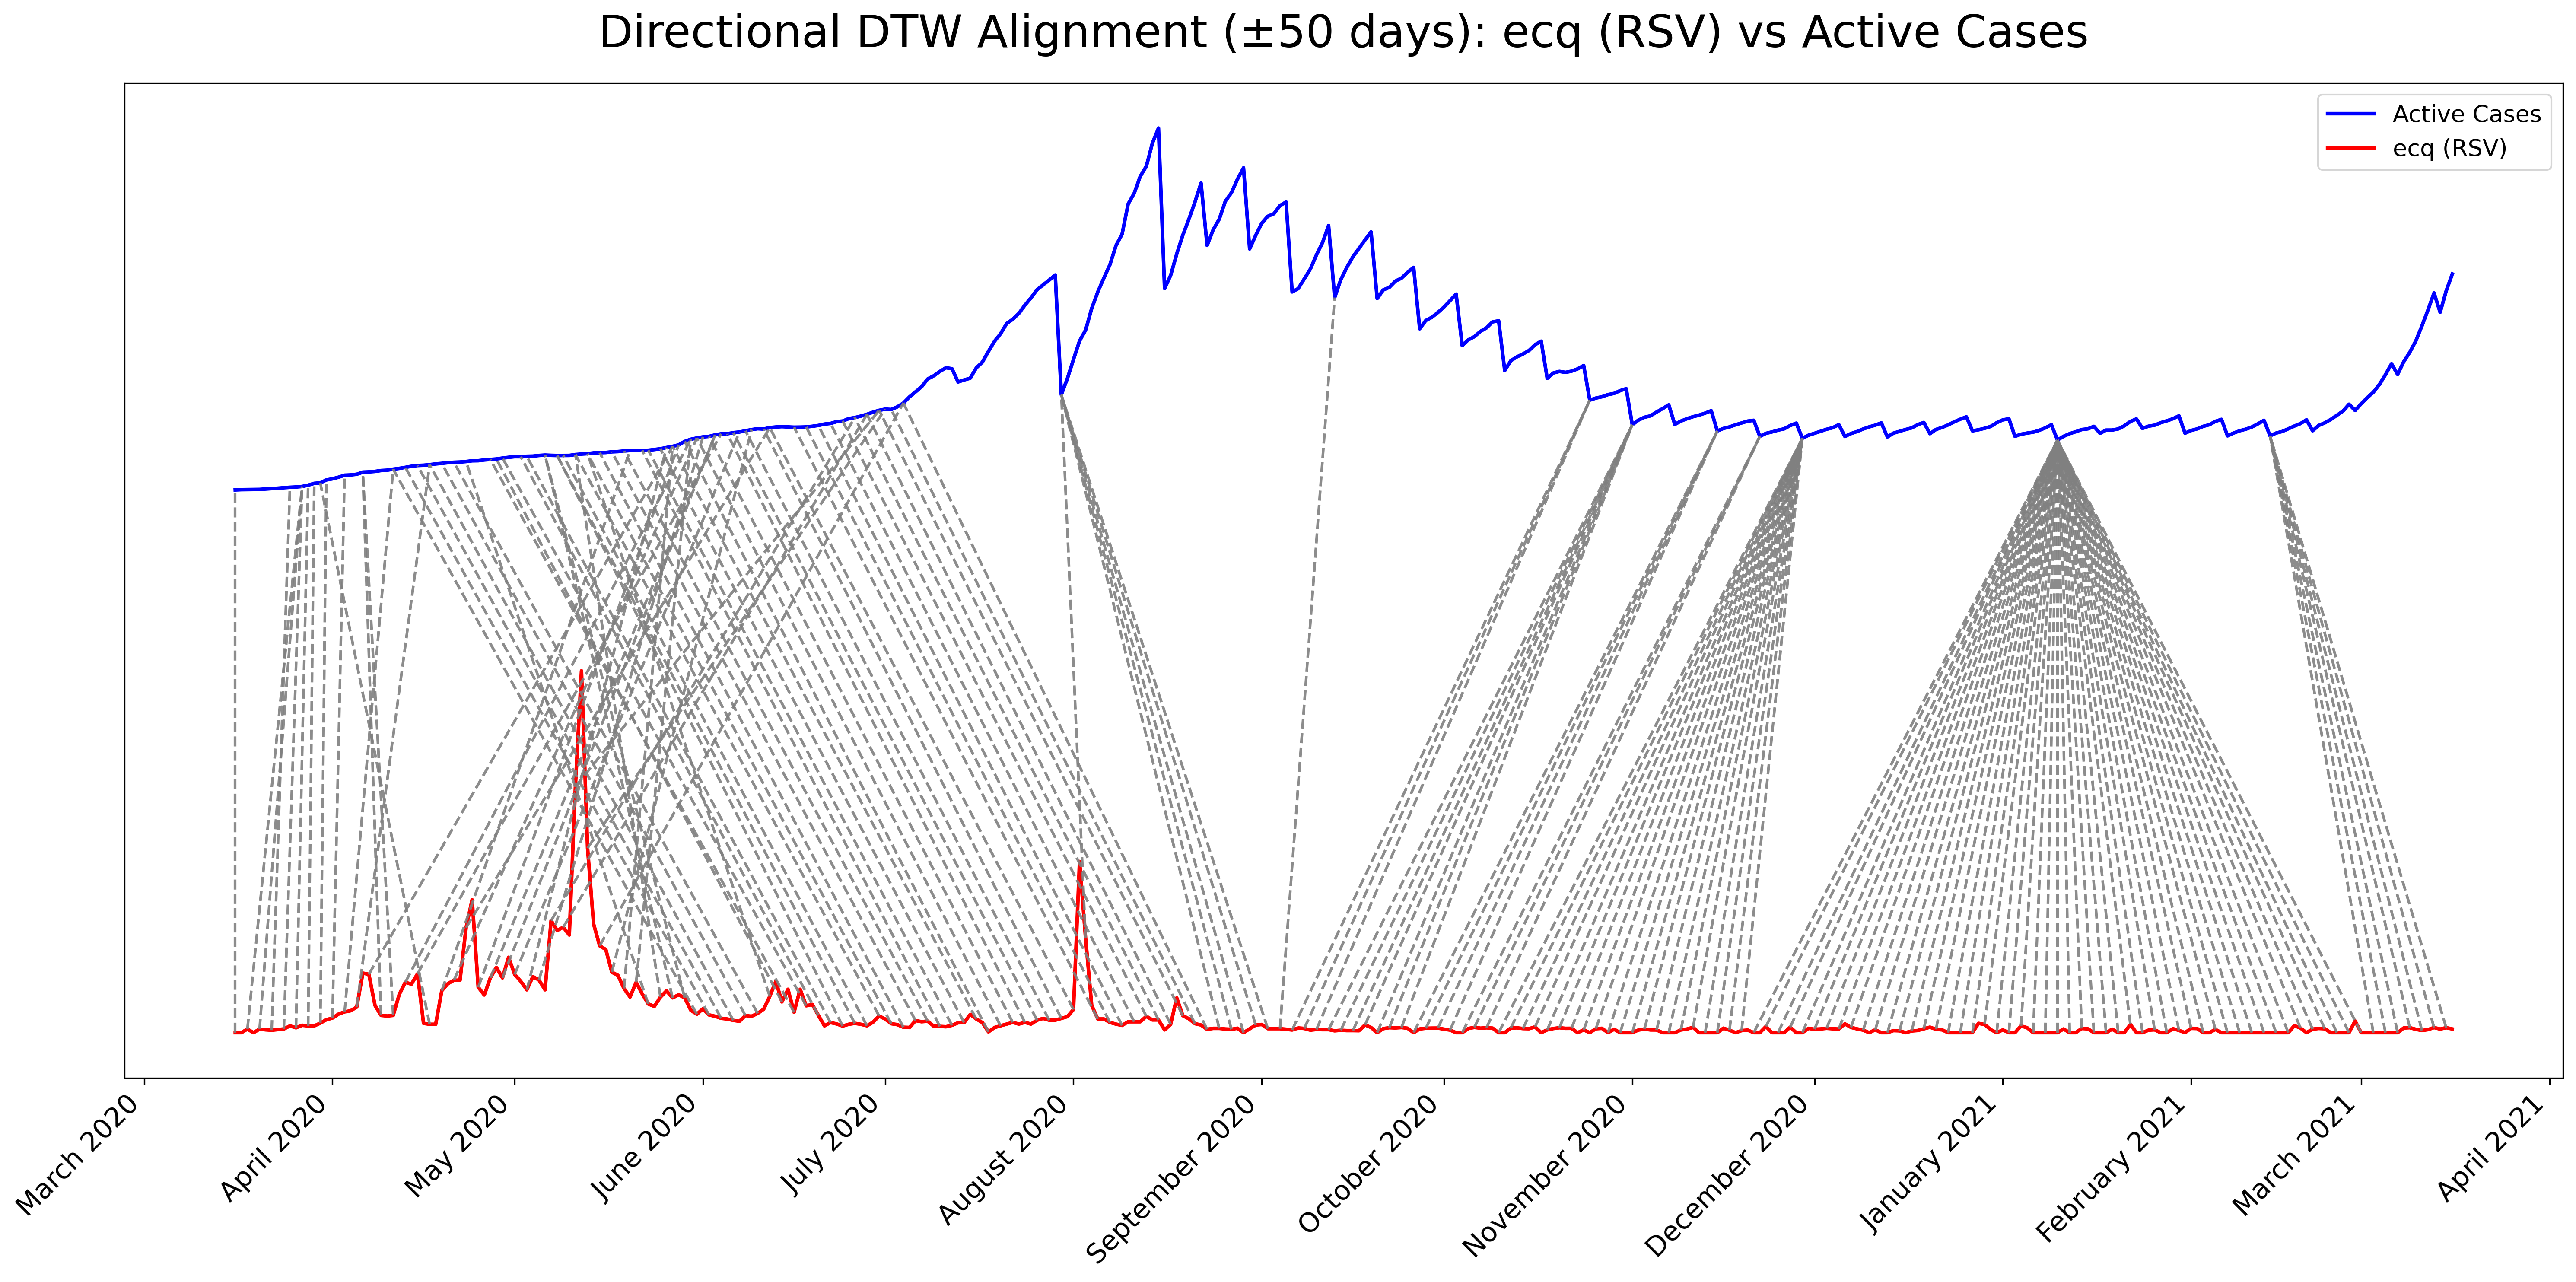 Directional DTW Alignment (±50 days): ecq (RSV) vs Active Cases
Active Cases
ecq (RSV)
March 2020
April 2020
May 2020
June 2020
July 2020
August 2020
September 2020
October 2020
November 2020
December 2020
January 2021
February 2021
March 2021
April 2021